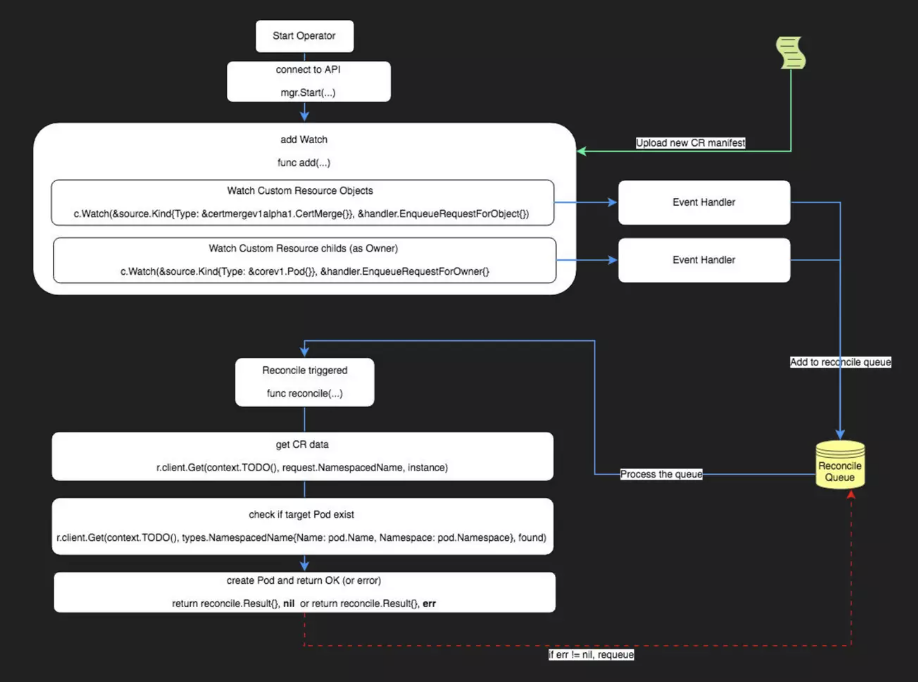 Start Operator
connect to API
mgr.Start(...)
Upload new CR manifest
add Watch
func add(...)
Watch Custom Resource Objects
c.Watch(&source.Kind{Type: &certmergev1alpha1.CertMerge{}}, &handler.EnqueueRequestForObject{})
Event Handler
Watch Custom Resource childs (as Owner)
c.Watch(&source.Kind{Type: &corev1.Pod{}}, &handler.EnqueueRequestForOwner{}
Event Handler
Add to reconcile queue
Reconcile triggered
func reconcile(...)
get CR data
r.client.Get(context.TODO(), request.NamespacedName, instance)
Process the queue
Reconcile
Queue
check if target Pod exist
r.client.Get(context.TODO(), types.NamespacedName{Name: pod.Name, Namespace: pod.Namespace}, found)
create Pod and return OK (or error)
return reconcile.Result{}, nil or return reconcile.Result{}, err
if err != nil, requeue